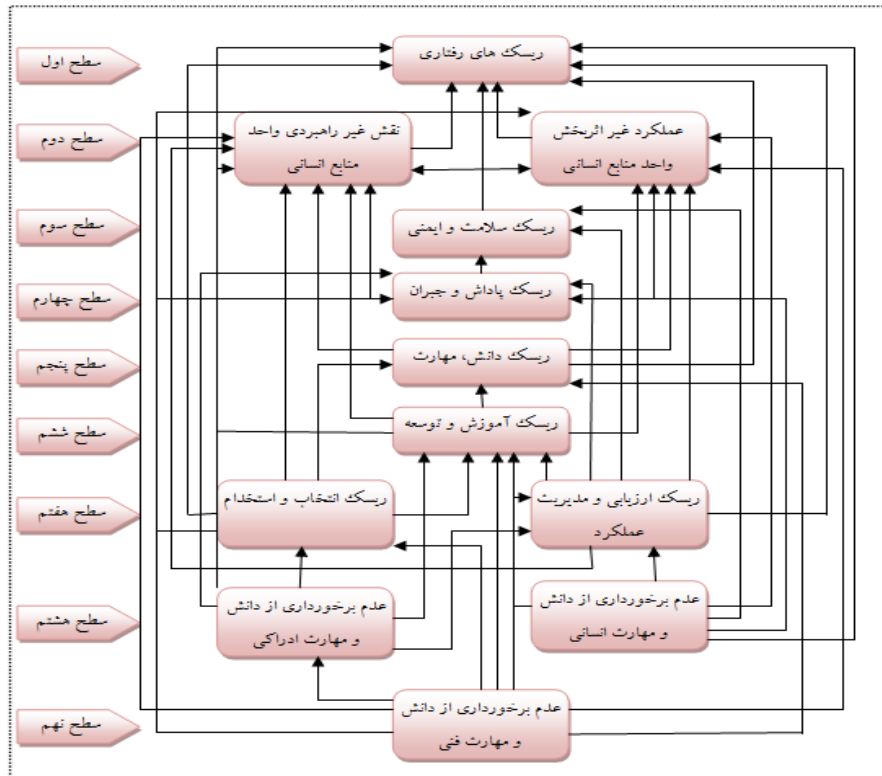 سطح اول
ریسک های رفتاری
سطح دوم
عملکرد غیر اثربخش
واحد منابع انسانی
نقش غیر راهبردی واحد
منابع انسانی
سطح سوم
ریسک سلامت و ایمنی
سطح چهارم
ریسک پاداش و جبران
سطح پنجم
ریسک دانش، مهارت
سطح ششم
ریسک آموزش و توسعه
سطح هفتم
ریسک ارزیابی و مدیریت
عملکرد
ریسک انتخاب و استخدام
سطح هشتم
عدم برخورداری از دانش
و مهارت انسانی
عدم برخورداری از دانش
و مهارت ادراکی
سطح نهم
عدم برخورداری از دانش
و مهارت فنی